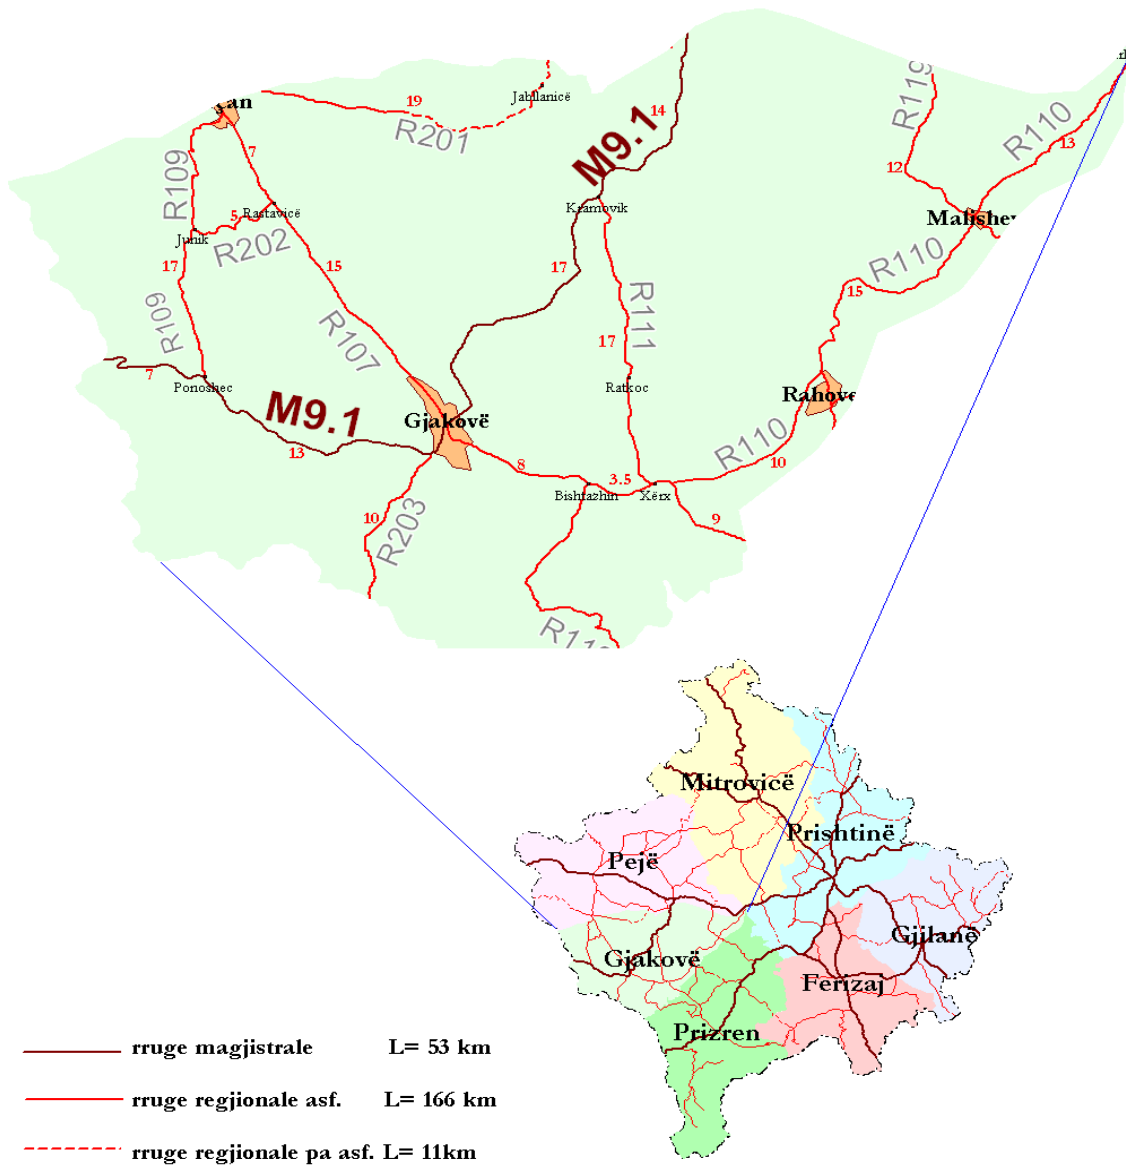 19
Jabllanicë
R201
14
M9.1
R119
R110
13
12
R109
7
Rastavicë
5
Junik
R202
Kramovik
Malishev
17
15
17
R110
15
R109
R107
R111
17
7
Ponoshec
Ratkoc
Rahove
M9.1
Gjakovë
13
R110
10
8
3.5
Bishtazhin
Xërx
10
R203
9
Mitrovicë
Prishtinë
Pejë
Gjilanë
Gjakovë
Ferizaj
Prizren
rruge magjistrale L= 53 km
rruge regjionale asf. L= 166 km
rruge regjionale pa asf. L= 11km